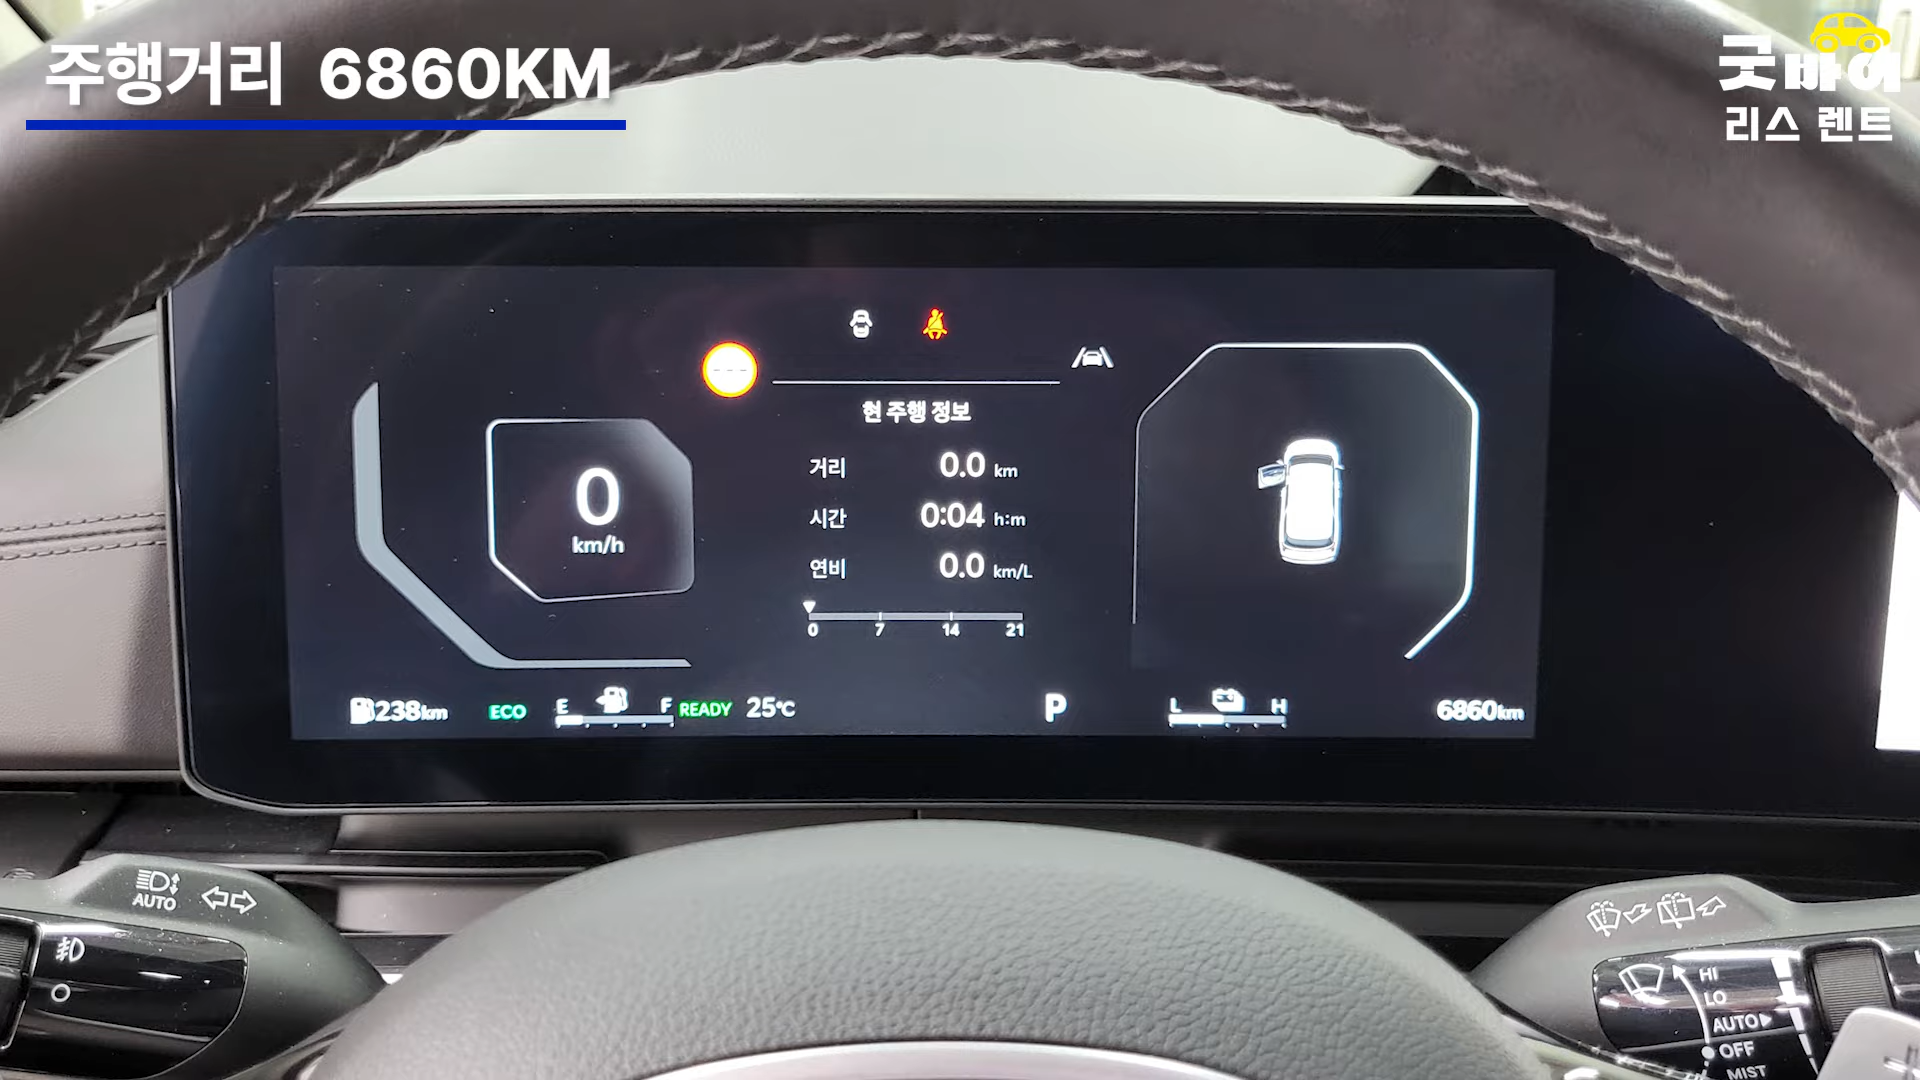 주행거리 6860KM
굿바이
리스 렌트
현 주행 정보
거리 0.0 km
시간 0:04 h:m
연비 0.0 km/L
0 7 14 21
0
km/h
238km ECO E F READY 25℃ P L H 6860km
AUTO
HI
LO
AUTO
OFF
MIST